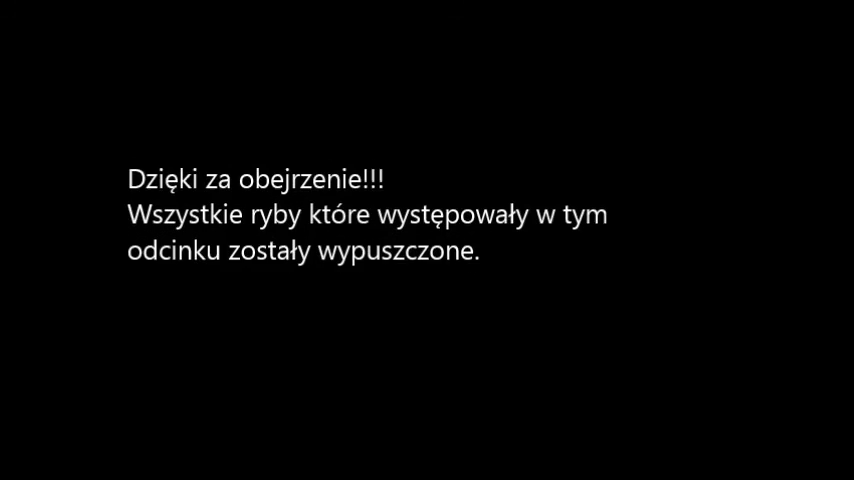 Dzięki za obejrzenie!!!
Wszystkie ryby które występowały w tym
odcinku zostały wypuszczone.